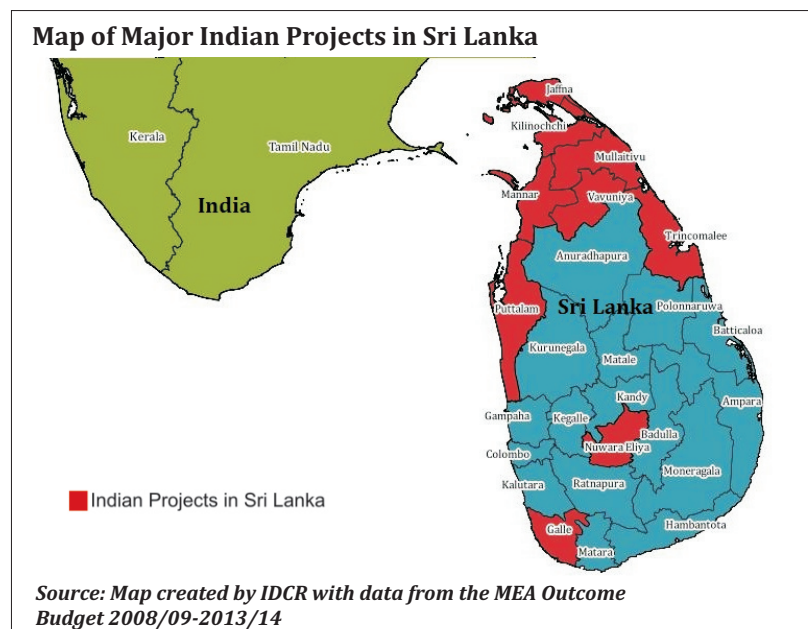 Map of Major Indian Projects in Sri Lanka
Jaffna
Kilinochchi
Kerala
Tamil Nadu
Mullaitivu
Mannar
Vavuniya
India
Trincomalee
Anuradhapura
Puttalam
Sri Lanka
Polonnaruwa
Batticaloa
Kurunegala
Matale
Kandy
Ampara
Gampaha
Kegalle
Badulla
Nuwara Eliya
Colombo
Moneragala
Kalutara
Ratnapura
Indian Projects in Sri Lanka
Galle
Hambantota
Matara
Source: Map created by IDCR with data from the MEA Outcome
Budget 2008/09-2013/14